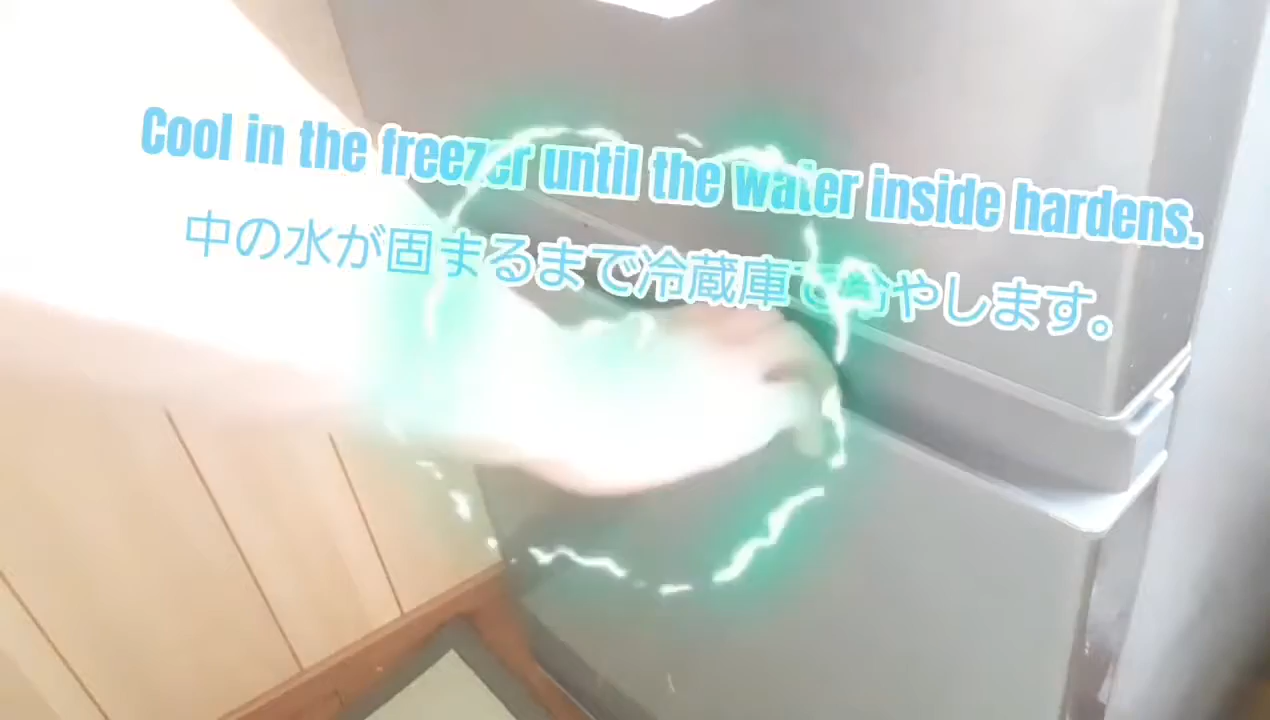 Cool in the freezer until the water inside hardens.
中の水が固まるまで冷蔵庫で冷やします。